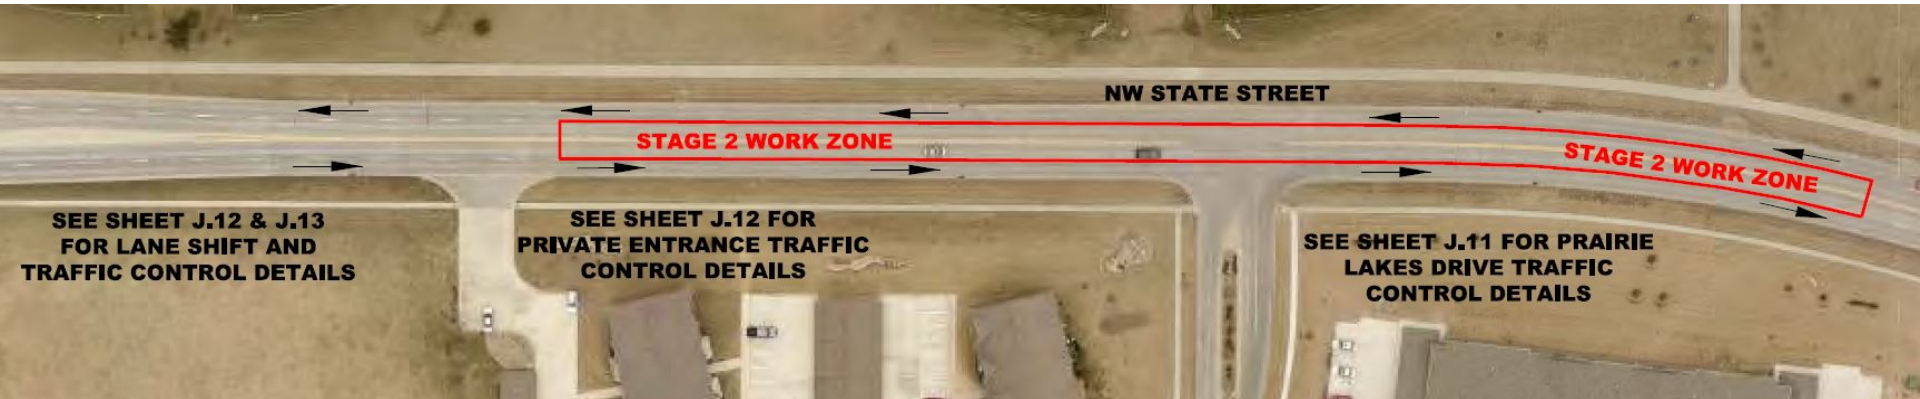 NW STATE STREET
STAGE 2 WORK ZONE
STAGE 2 WORK ZONE
SEE SHEET J.12 & J.13
FOR LANE SHIFT AND
TRAFFIC CONTROL DETAILS
SEE SHEET J.12 FOR
PRIVATE ENTRANCE TRAFFIC
CONTROL DETAILS
SEE SHEET J.11 FOR PRAIRIE
LAKES DRIVE TRAFFIC
CONTROL DETAILS